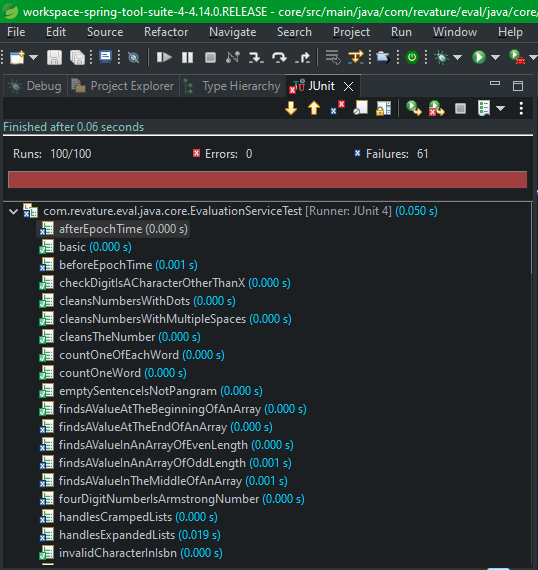 workspace-spring-tool-suite-4-4.14.0.RELEASE - core/src/main/java/com/revature/eval/java/core
File Edit Source Refactor Navigate Search Project Run Window Help
Debug Project Explorer Type Hierarchy JUnit
Finished after 0.06 seconds
Runs: 100/100 Errors: 0 Failures: 61
com.revature.eval.java.core.EvaluationServiceTest [Runner: JUnit 4] (0.050 s)
afterEpochTime (0.000 s)
basic (0.000 s)
beforeEpochTime (0.001 s)
checkDigitIsACharacterOtherThanX (0.000 s)
cleansNumbersWithDots (0.000 s)
cleansNumbersWithMultipleSpaces (0.000 s)
cleansTheNumber (0.000 s)
countOneOfEachWord (0.000 s)
countOneWord (0.000 s)
emptySentenceIsNotPangram (0.000 s)
findsAValueAtTheBeginningOfAnArray (0.000 s)
findsAValueAtTheEndOfAnArray (0.000 s)
findsAValueInAnArrayOfEvenLength (0.000 s)
findsAValueInAnArrayOfOddLength (0.001 s)
findsAValueInTheMiddleOfAnArray (0.001 s)
fourDigitNumberIsArmstrongNumber (0.000 s)
handlesCrampedLists (0.000 s)
handlesExpandedLists (0.019 s)
invalidCharacterInIsbn (0.000 s)